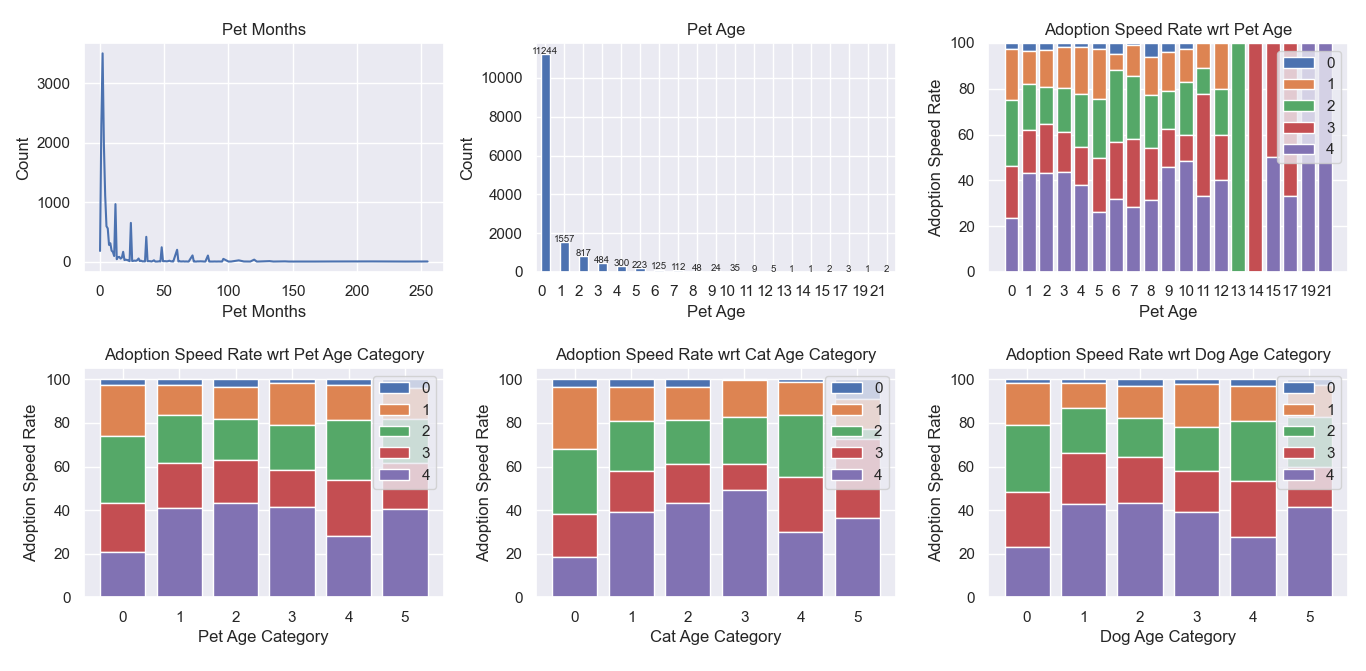 Pet Months
Count
3000
2000
1000
0
0 50 100 150 200 250
Pet Months
Pet Age
Count
10000
8000
6000
4000
2000
0
11244 1557 817 484 300 223 125 112 48 24 35 9 5 1 1 2 3 1 2
0 1 2 3 4 5 6 7 8 9 10 11 12 13 14 15 17 19 21
Pet Age
Adoption Speed Rate wrt Pet Age
Adoption Speed Rate
100
80
60
40
20
0
0
1
2
3
4
0 1 2 3 4 5 6 7 8 9 10 11 12 13 14 15 17 19 21
Pet Age
Adoption Speed Rate wrt Pet Age Category
Adoption Speed Rate
100
80
60
40
20
0
0
1
2
3
4
0 1 2 3 4 5
Pet Age Category
Adoption Speed Rate wrt Cat Age Category
Adoption Speed Rate
100
80
60
40
20
0
0
1
2
3
4
0 1 2 3 4 5
Cat Age Category
Adoption Speed Rate wrt Dog Age Category
Adoption Speed Rate
100
80
60
40
20
0
0
1
2
3
4
0 1 2 3 4 5
Dog Age Category